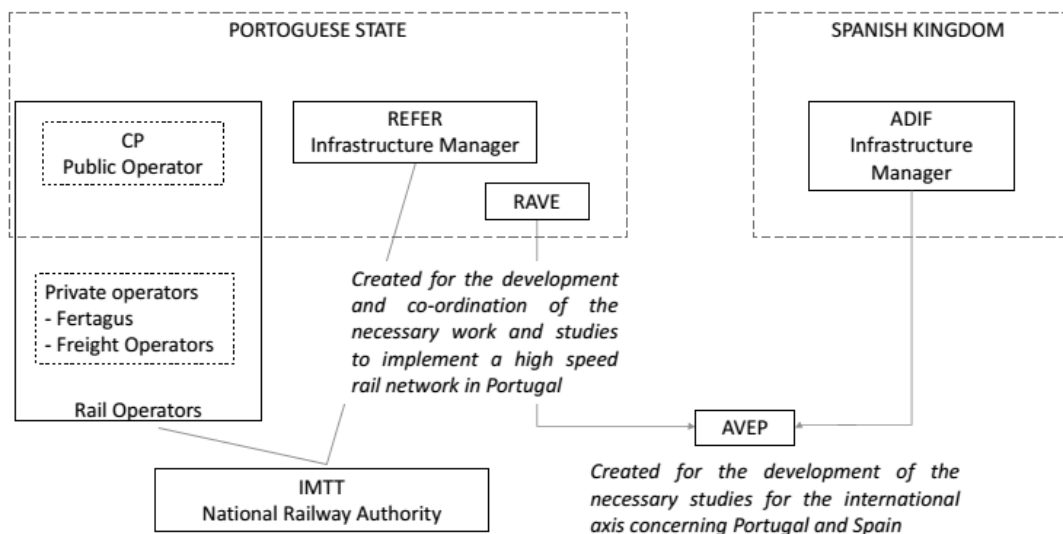 PORTOGUESE STATE
SPANISH KINGDOM
CP
Public Operator
REFER
Infrastructure Manager
RAVE
ADIF
Infrastructure
Manager
Private operators
- Fertagus
- Freight Operators
Rail Operators
Created for the development
and co-ordination of the
necessary work and studies
to implement a high speed
rail network in Portugal
AVEP
Created for the development of the
necessary studies for the international
axis concerning Portugal and Spain
IMTT
National Railway Authority